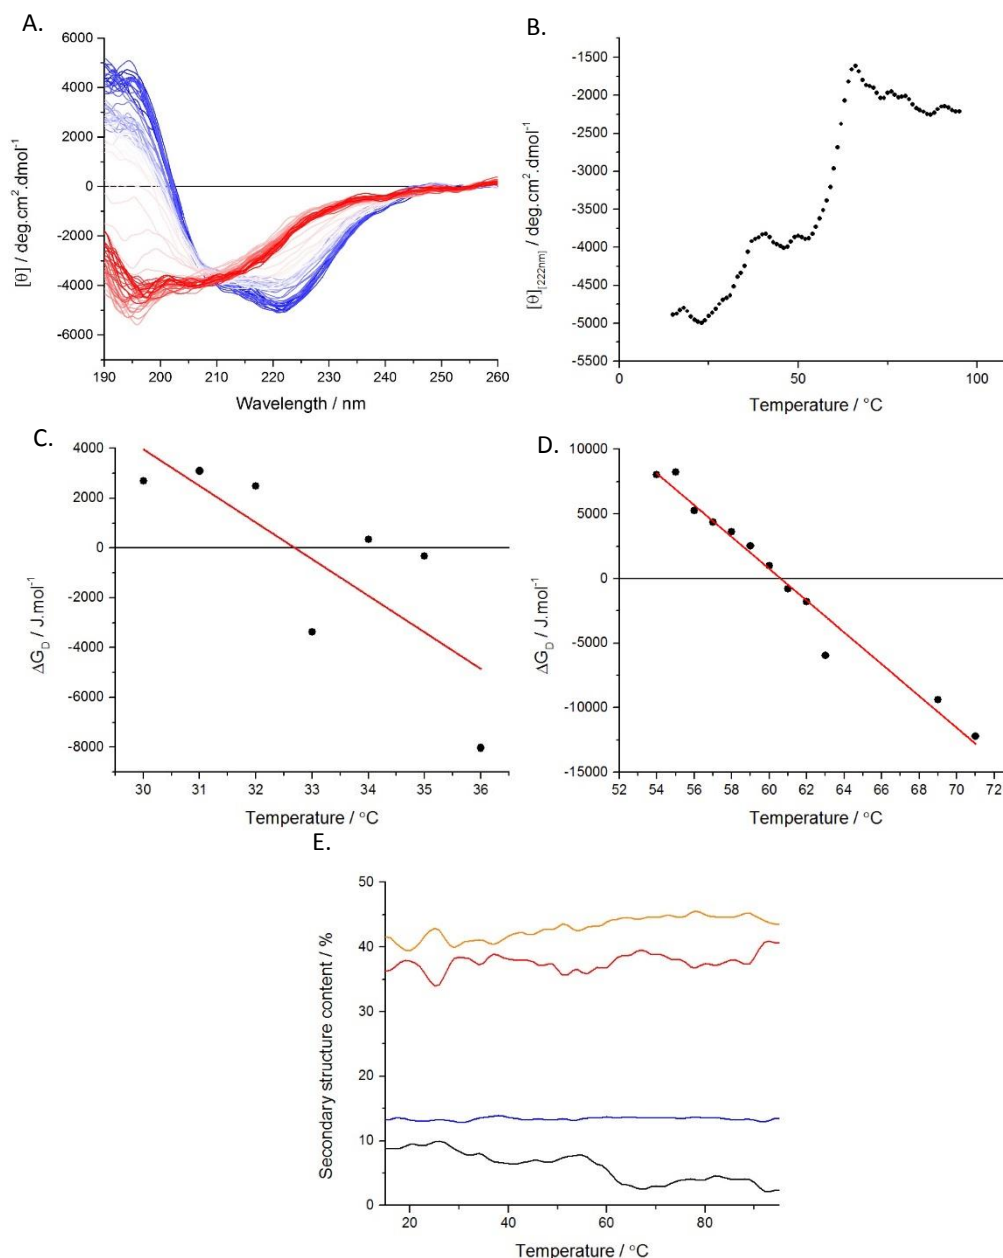 A.
6000
4000
2000
0
-2000
-4000
-6000
[θ] / deg.cm².dmol⁻¹
190 200 210 220 230 240 250 260
Wavelength / nm
B.
-1500
-2000
-2500
-3000
-3500
-4000
-4500
-5000
-5500
[θ][222nm] / deg.cm².dmol⁻¹
0 50 100
Temperature / °C
C.
4000
2000
0
-2000
-4000
-6000
-8000
ΔG_D / J.mol⁻¹
30 31 32 33 34 35 36
Temperature / °C
D.
10000
5000
0
-5000
-10000
-15000
ΔG_D / J.mol⁻¹
52 54 56 58 60 62 64 66 68 70 72
Temperature / °C
E.
50
40
30
20
10
0
Secondary structure content / %
20 40 60 80
Temperature / °C